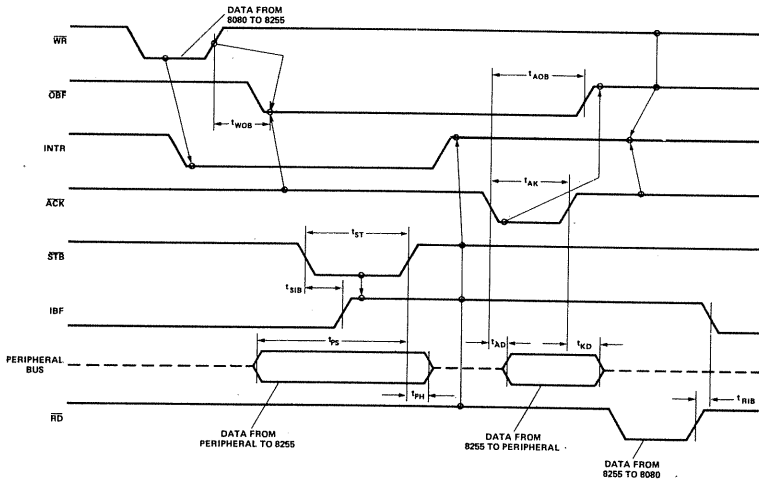 DATA FROM
8080 TO 8255
WR
tAOB
OBF
tWOB
INTR
tAK
ACK
tST
STB
tSIB
IBF
tPS
tAD
tKD
PERIPHERAL
BUS
tPH
tRIB
RD
DATA FROM
PERIPHERAL TO 8255
DATA FROM
8255 TO PERIPHERAL
DATA FROM
8255 TO 8080